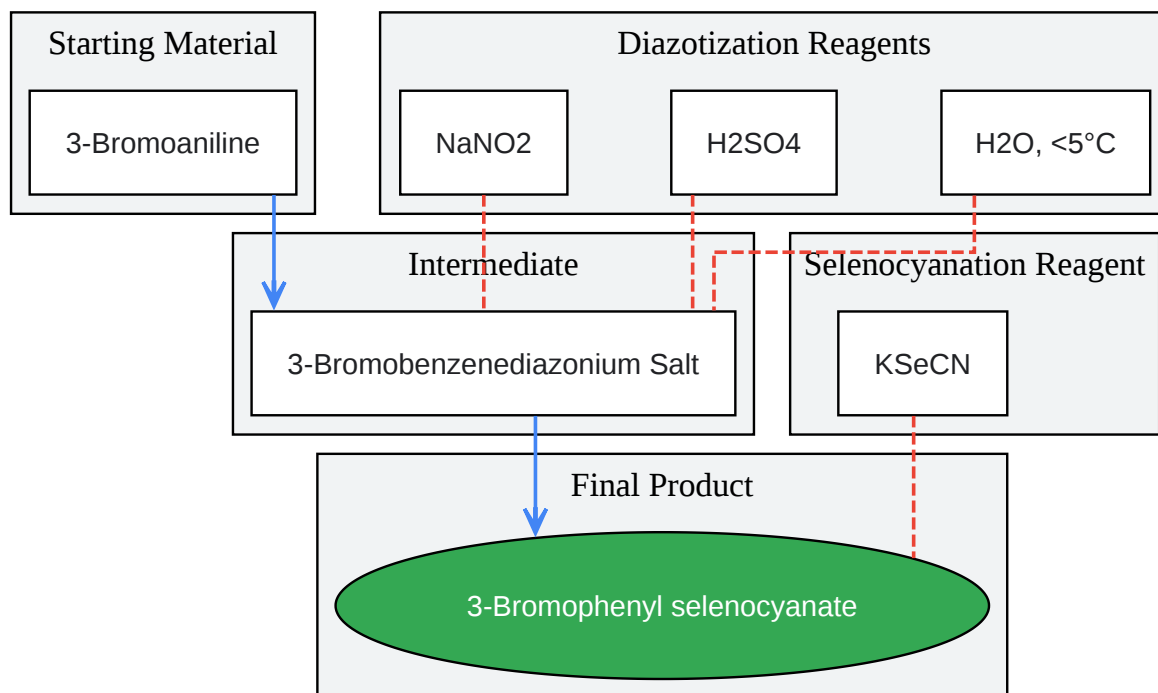 Starting Material
Diazotization Reagents
3-Bromoaniline
NaNO2
H2SO4
H2O, <5°C
Intermediate
Selenocyanation Reagent
3-Bromobenzenediazonium Salt
KSeCN
Final Product
3-Bromophenyl selenocyanate